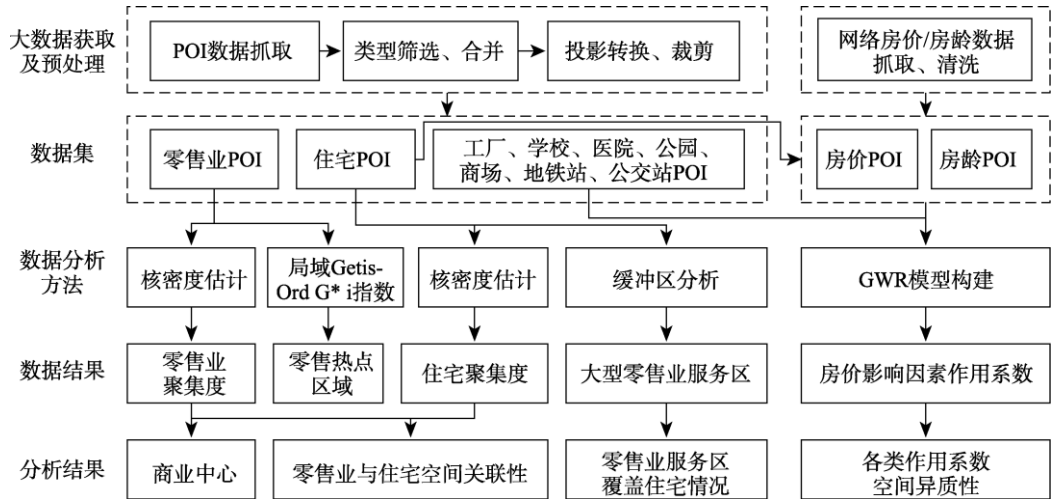 大数据获取
及预处理
POI数据抓取
类型筛选、合并
投影转换、裁剪
网络房价/房龄数据
抓取、清洗
数据集
零售业POI
住宅POI
工厂、学校、医院、公园、
商场、地铁站、公交站POI
房价POI
房龄POI
数据分析
方法
核密度估计
局域Getis-
Ord G* i指数
核密度估计
缓冲区分析
GWR模型构建
数据结果
零售业
聚集度
零售热点
区域
住宅聚集度
大型零售业服务区
房价影响因素作用系数
分析结果
商业中心
零售业与住宅空间关联性
零售业服务区
覆盖住宅情况
各类作用系数
空间异质性